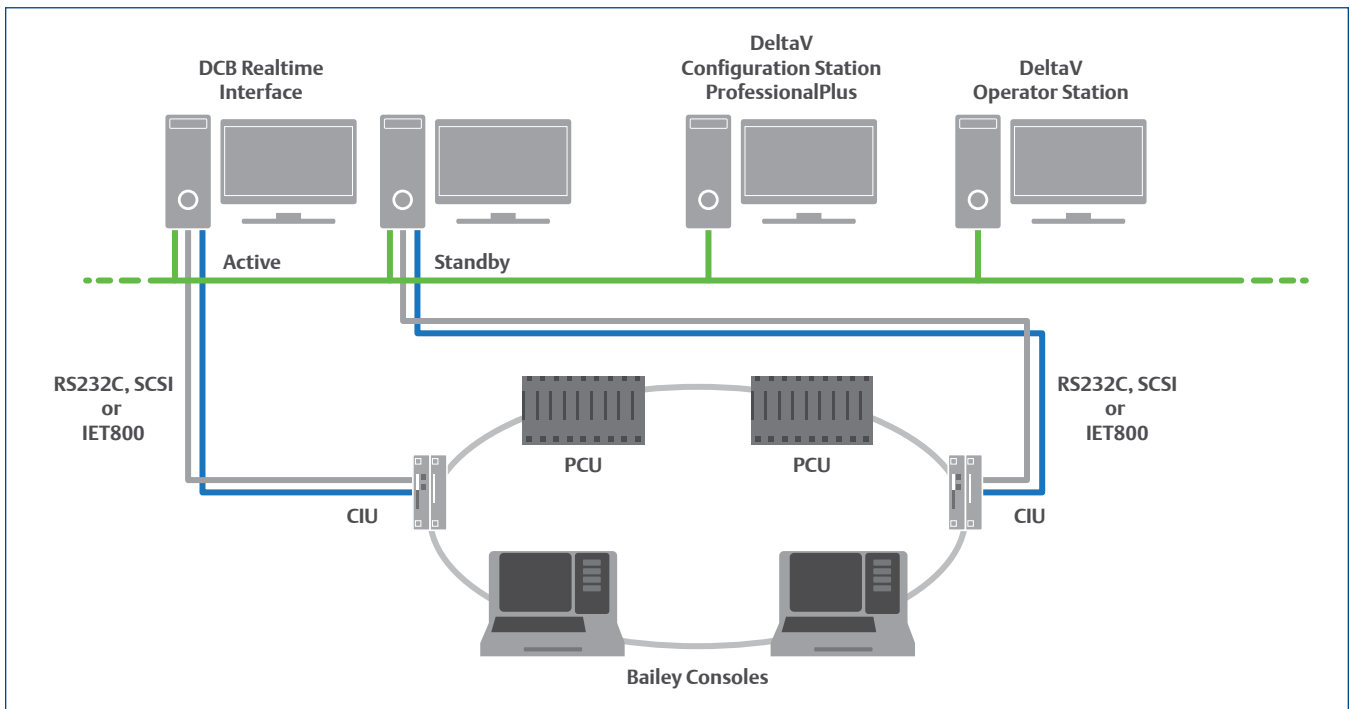 DCB Realtime
Interface
DeltaV
Configuration Station
ProfessionalPlus
DeltaV
Operator Station
Active
Standby
RS232C, SCSI
or
IET800
RS232C, SCSI
or
IET800
PCU
PCU
CIU
CIU
Bailey Consoles